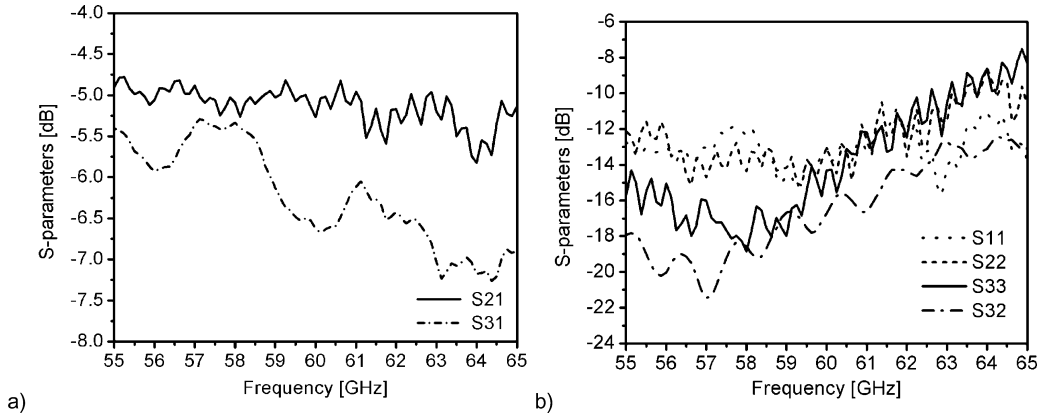 -4.0
-4.5
-5.0
-5.5
-6.0
-6.5
-7.0
-7.5
-8.0
S-parameters [dB]
S21
S31
55 56 57 58 59 60 61 62 63 64 65
Frequency [GHz]
a)
-6
-8
-10
-12
-14
-16
-18
-20
-22
-24
S-parameters [dB]
S11
S22
S33
S32
55 56 57 58 59 60 61 62 63 64 65
Frequency [GHz]
b)